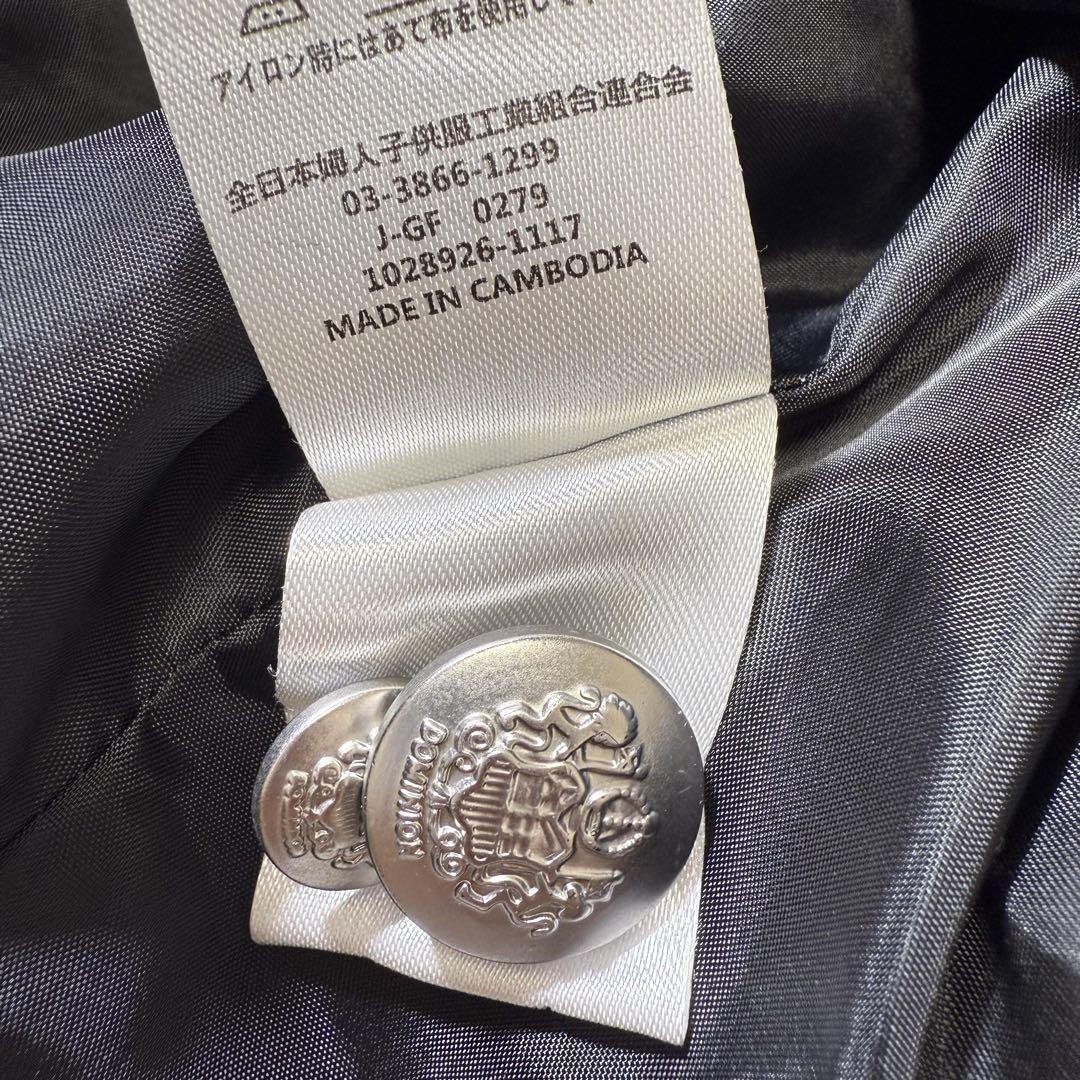 アイロン時にはあて布を使用して
全日本婦人子供服工業組合連合会
03-3866-1299
J-GF 0279
1028926-1117
MADE IN CAMBODIA
DOMINION